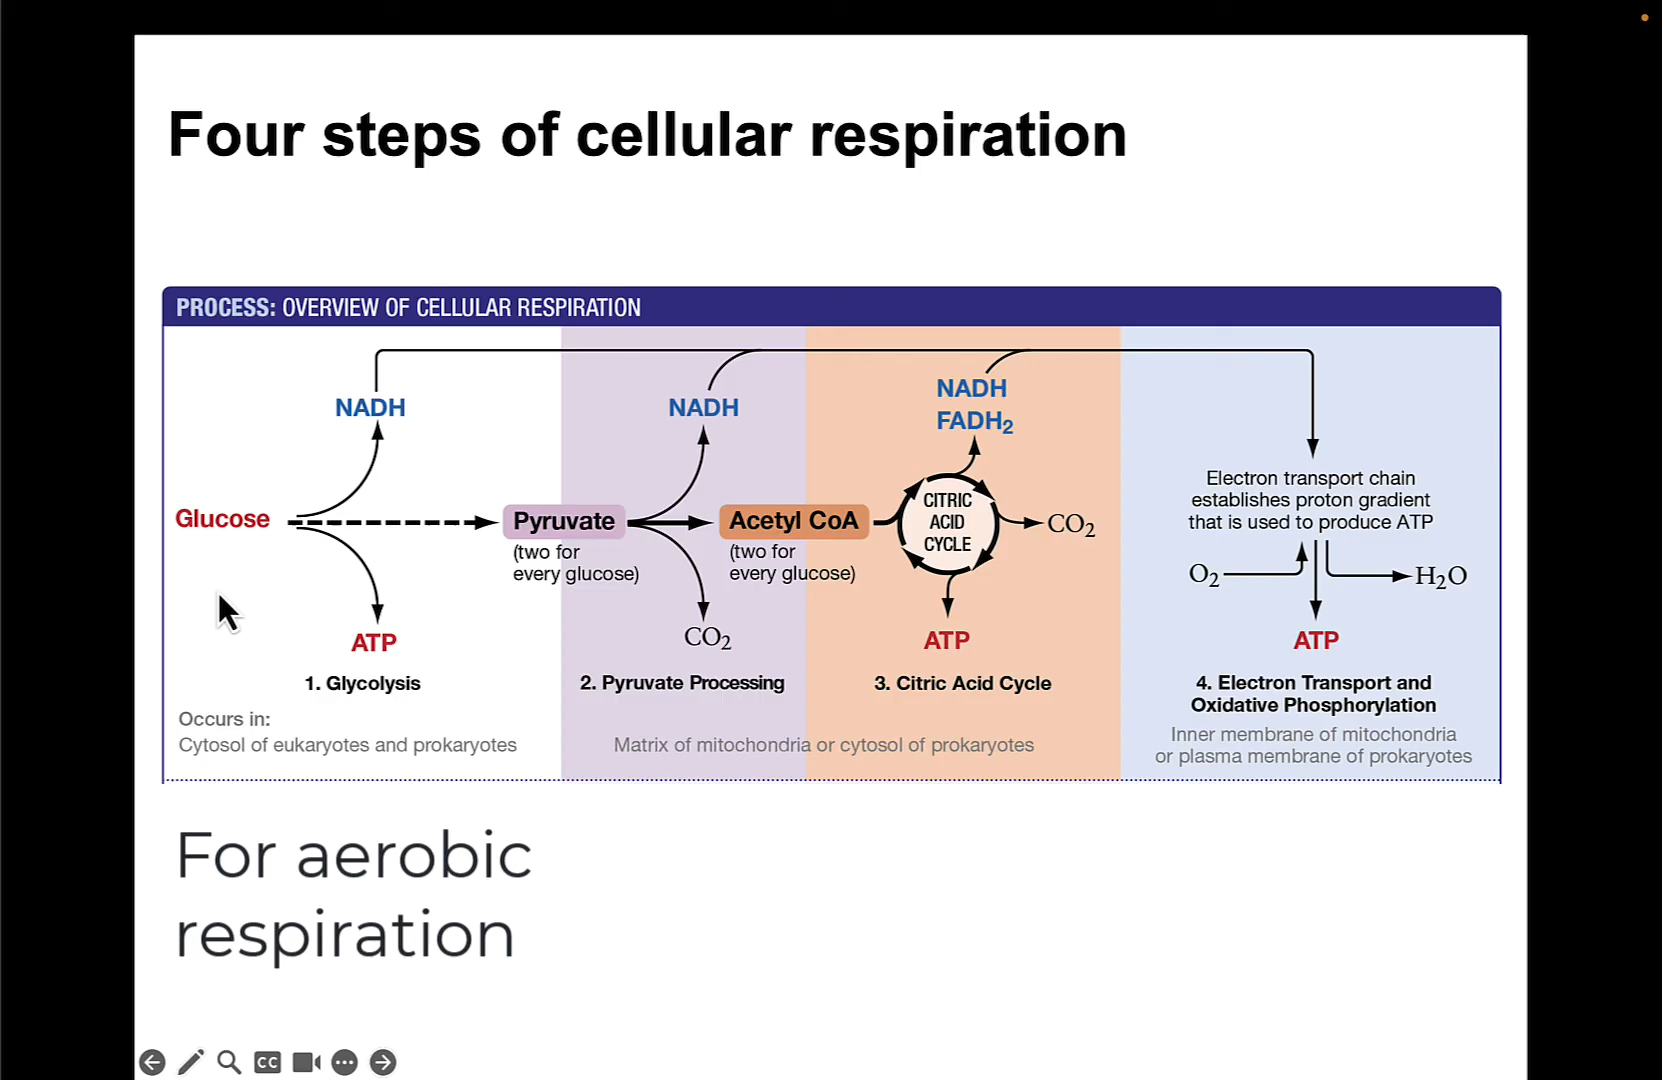 Four steps of cellular respiration
PROCESS: OVERVIEW OF CELLULAR RESPIRATION
NADH
NADH
NADH
FADH₂
Glucose
Pyruvate
(two for
every glucose)
Acetyl CoA
(two for
every glucose)
CITRIC
ACID
CYCLE
CO₂
Electron transport chain
establishes proton gradient
that is used to produce ATP
O₂
H₂O
ATP
CO₂
ATP
ATP
1. Glycolysis
2. Pyruvate Processing
3. Citric Acid Cycle
4. Electron Transport and
Oxidative Phosphorylation
Occurs in:
Cytosol of eukaryotes and prokaryotes
Matrix of mitochondria or cytosol of prokaryotes
Inner membrane of mitochondria
or plasma membrane of prokaryotes
For aerobic
respiration
CC